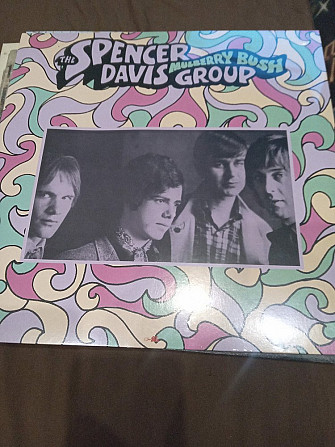 THE SPENCER
DAVIS GROUP
MULBERRY BUSH